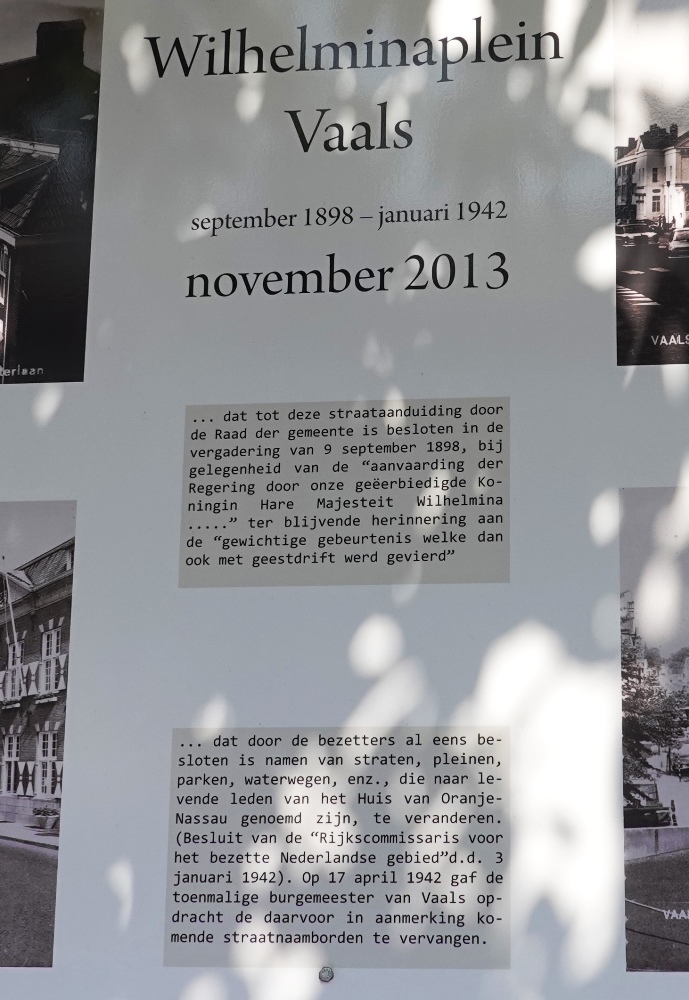 Wilhelminaplein
Vaals
september 1898 – januari 1942
november 2013
erlaan
VAALS
... dat tot deze straataanduiding door
de Raad der gemeente is besloten in de
vergadering van 9 september 1898, bij
gelegenheid van de “aanvaarding der
Regering door onze geëerbiedigde Ko-
ningin Hare Majesteit Wilhelmina
.....” ter blijvende herinnering aan
de “gewichtige gebeurtenis welke dan
ook met geestdrift werd gevierd”
... dat door de bezetters al eens be-
sloten is namen van straten, pleinen,
parken, waterwegen, enz., die naar le-
vende leden van het Huis van Oranje-
Nassau genoemd zijn, te veranderen.
(Besluit van de “Rijkscommissaris voor
het bezette Nederlandse gebied”d.d. 3
januari 1942). Op 17 april 1942 gaf de
toenmalige burgemeester van Vaals op-
dracht de daarvoor in aanmerking ko-
mende straatnaamborden te vervangen.
VAA